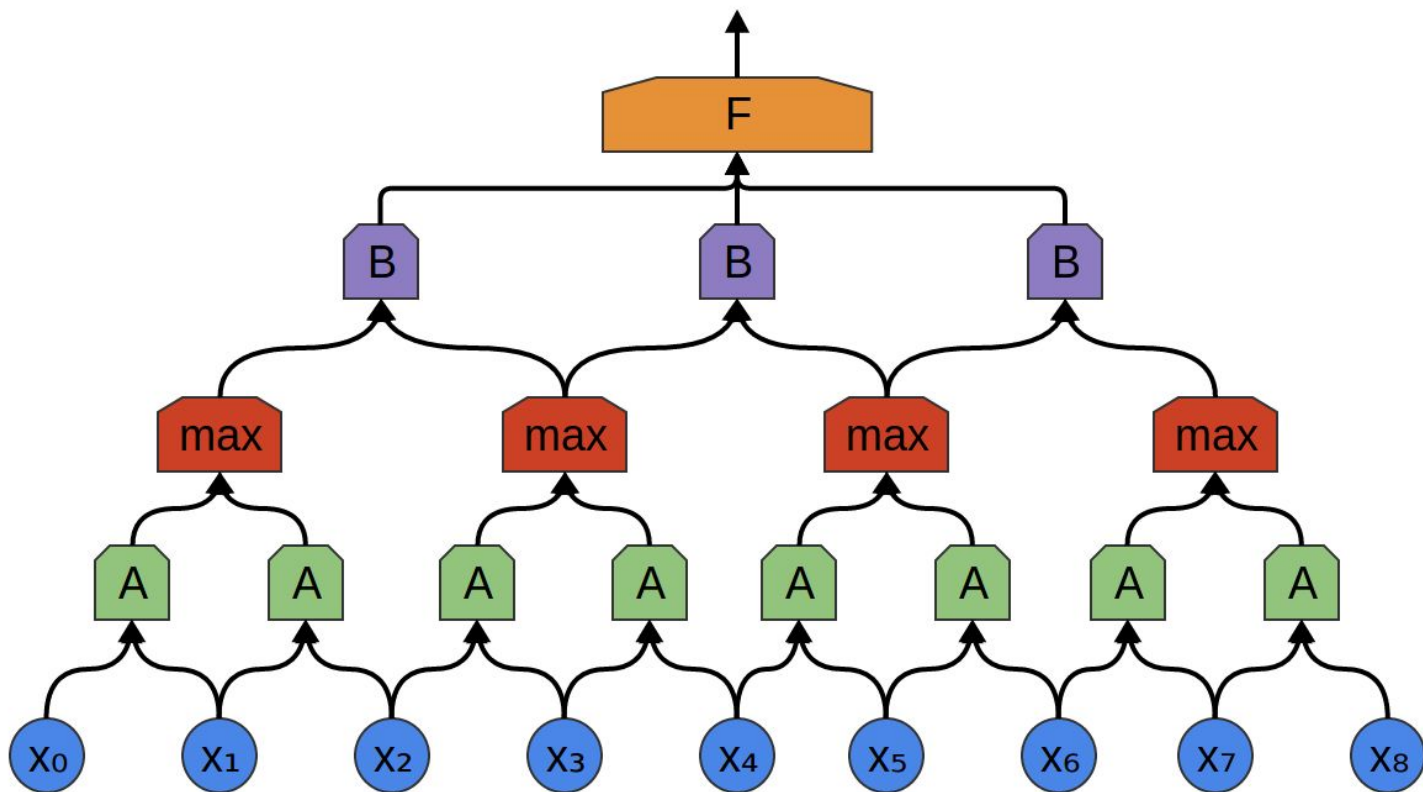 F
B B B
max max max max
A A A A A A A A
x₀ x₁ x₂ x₃ x₄ x₅ x₆ x₇ x₈